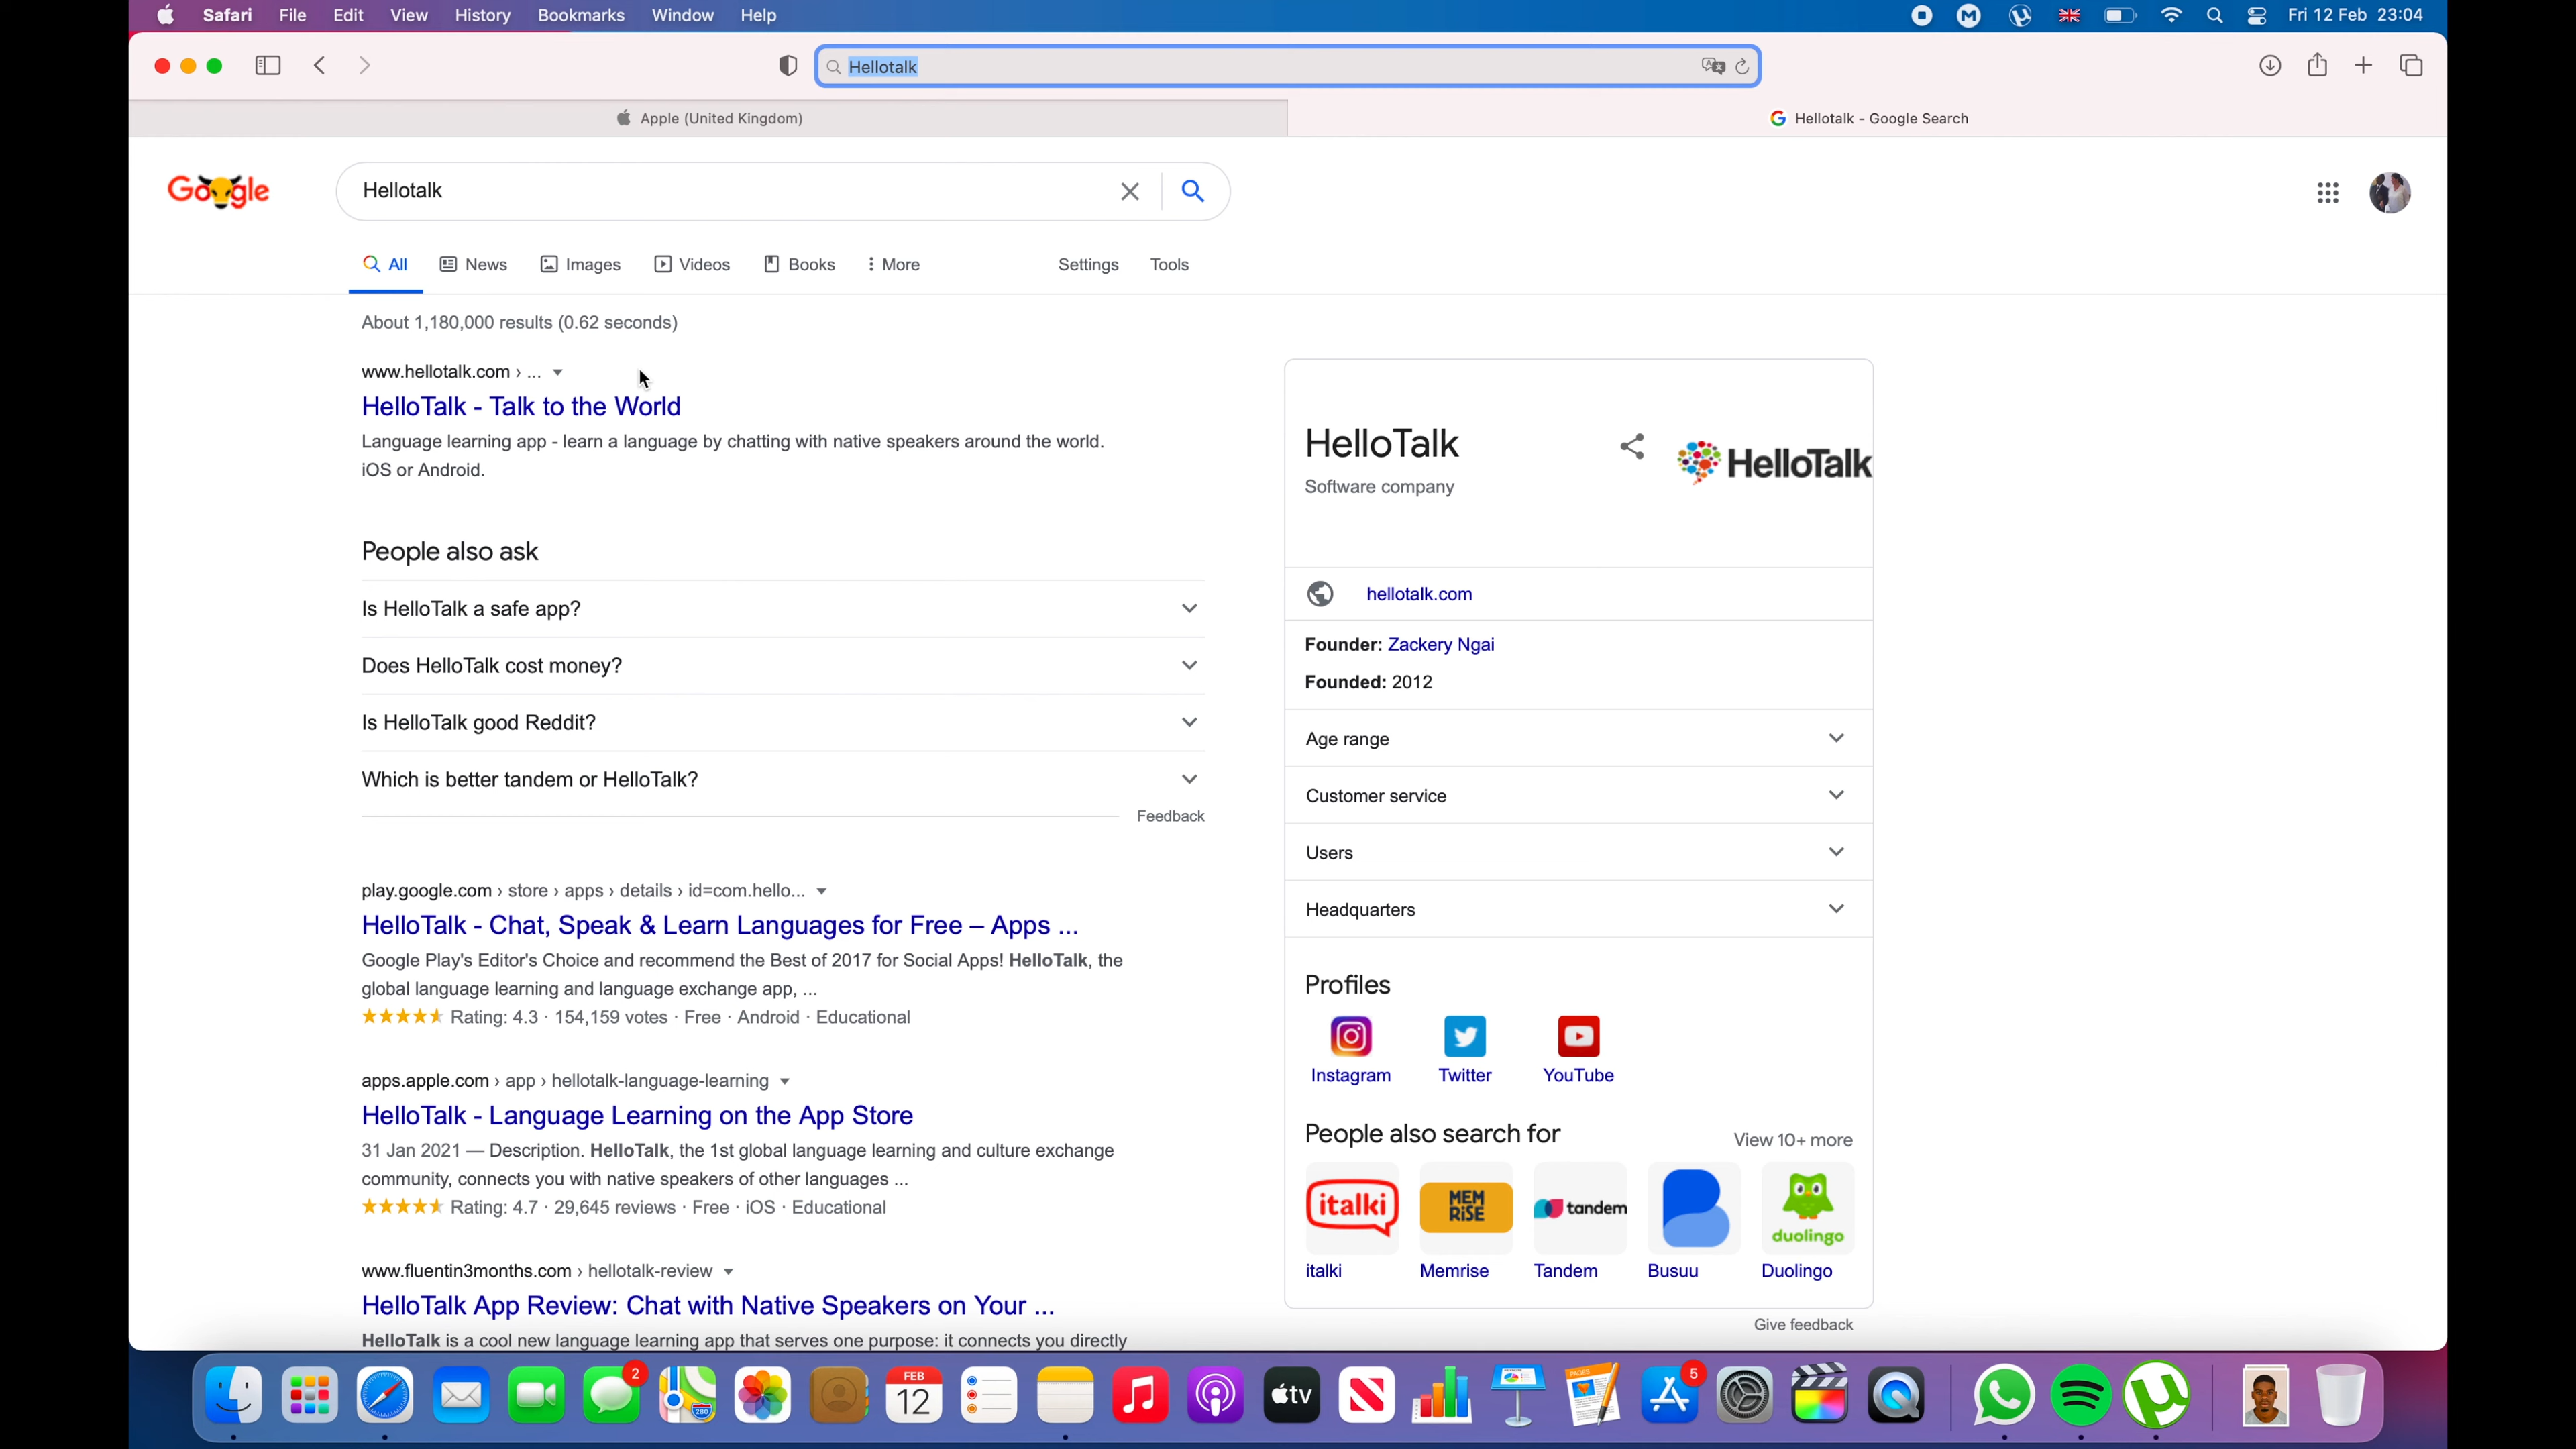 Safari File Edit View History Bookmarks Window Help
Fri 12 Feb 23:04
Hellotalk
Apple (United Kingdom)
Hellotalk - Google Search
Google
Hellotalk
All News Images Videos Books More Settings Tools
About 1,180,000 results (0.62 seconds)
www.hellotalk.com › ...
HelloTalk - Talk to the World
Language learning app - learn a language by chatting with native speakers around the world.
iOS or Android.
People also ask
Is HelloTalk a safe app?
Does HelloTalk cost money?
Is HelloTalk good Reddit?
Which is better tandem or HelloTalk?
Feedback
play.google.com › store › apps › details › id=com.hello...
HelloTalk - Chat, Speak & Learn Languages for Free – Apps ...
Google Play's Editor's Choice and recommend the Best of 2017 for Social Apps! HelloTalk, the
global language learning and language exchange app, ...
Rating: 4.3 · 154,159 votes · Free · Android · Educational
apps.apple.com › app › hellotalk-language-learning
HelloTalk - Language Learning on the App Store
31 Jan 2021 — Description. HelloTalk, the 1st global language learning and culture exchange
community, connects you with native speakers of other languages ...
Rating: 4.7 · 29,645 reviews · Free · iOS · Educational
www.fluentin3months.com › hellotalk-review
HelloTalk App Review: Chat with Native Speakers on Your ...
HelloTalk is a cool new language learning app that serves one purpose: it connects you directly
HelloTalk
Software company
HelloTalk
hellotalk.com
Founder: Zackery Ngai
Founded: 2012
Age range
Customer service
Users
Headquarters
Profiles
Instagram Twitter YouTube
People also search for
View 10+ more
italki MEMRiSE tandem duolingo
italki Memrise Tandem Busuu Duolingo
Give feedback
2
280
FEB
12
tv
PAGES
5